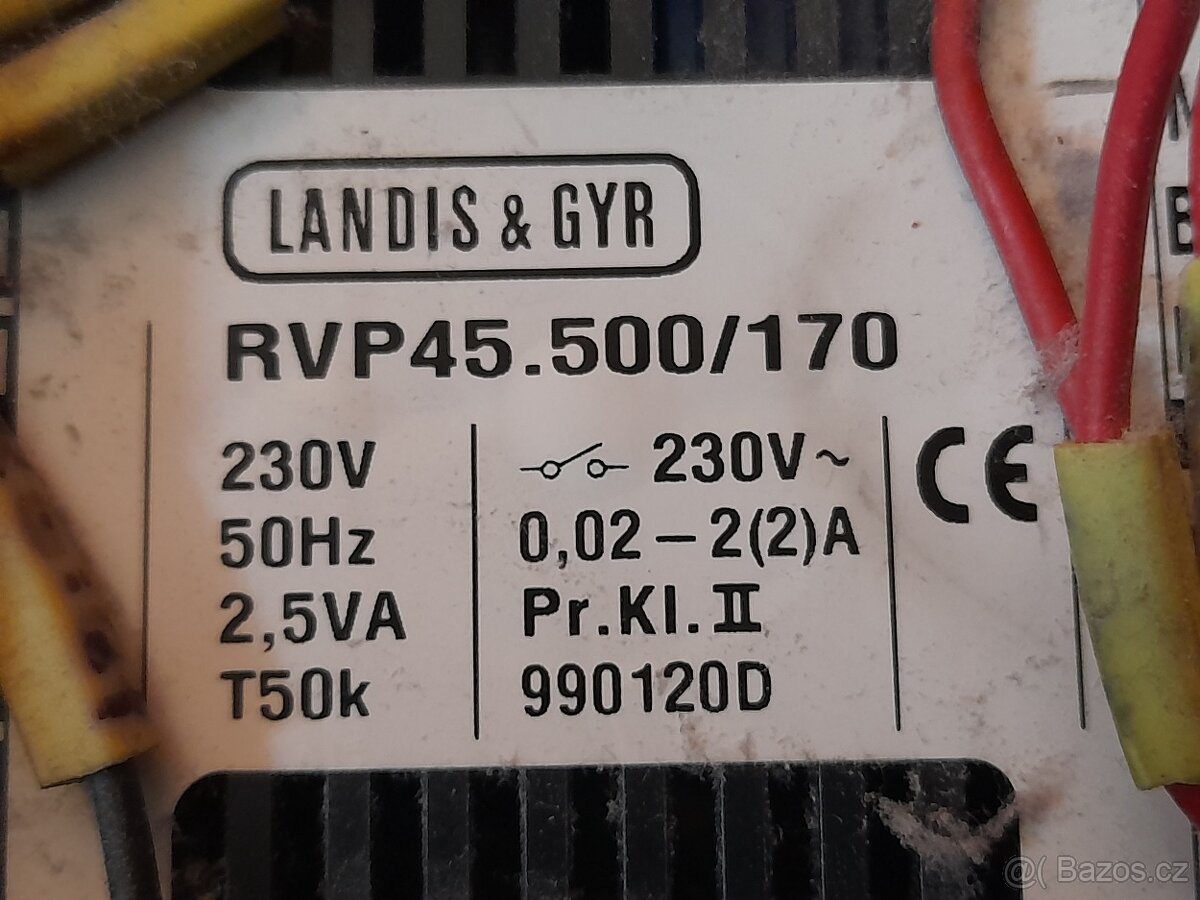 LANDIS & GYR
RVP45.500/170
230V
50Hz
2,5VA
T50k
230V~
0,02–2(2)A
Pr.Kl.II
990120D
CE
@( Bazos.cz